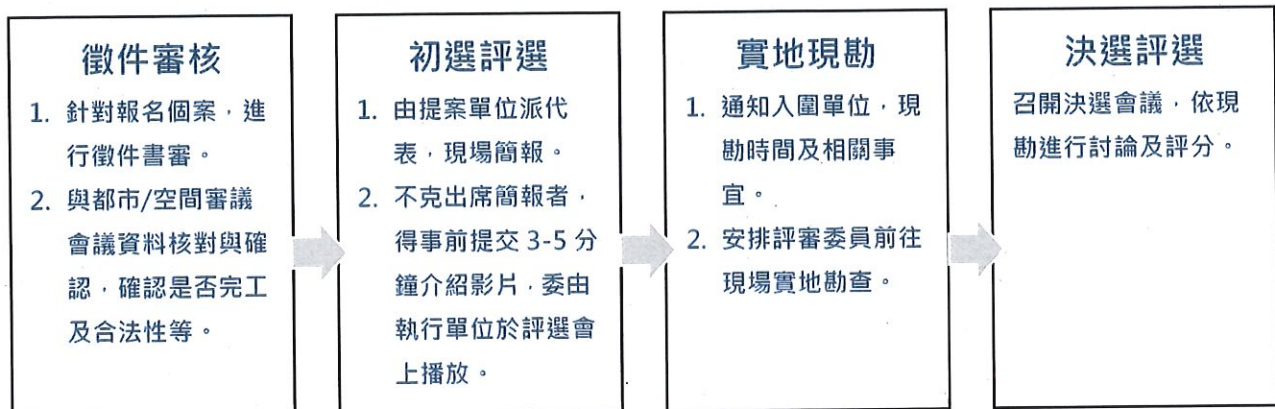 徵件審核
1. 針對報名個案，進
行徵件書審。
2. 與都市/空間審議
會議資料核對與確
認，確認是否完工
及合法性等。
初選評選
1. 由提案單位派代
表，現場簡報。
2. 不克出席簡報者，
得事前提交 3-5 分
鐘介紹影片，委由
執行單位於評選會
上播放。
實地現勘
1. 通知入圍單位，現
勘時間及相關事
宜。
2. 安排評審委員前往
現場實地勘查。
決選評選
召開決選會議，依現
勘進行討論及評分。